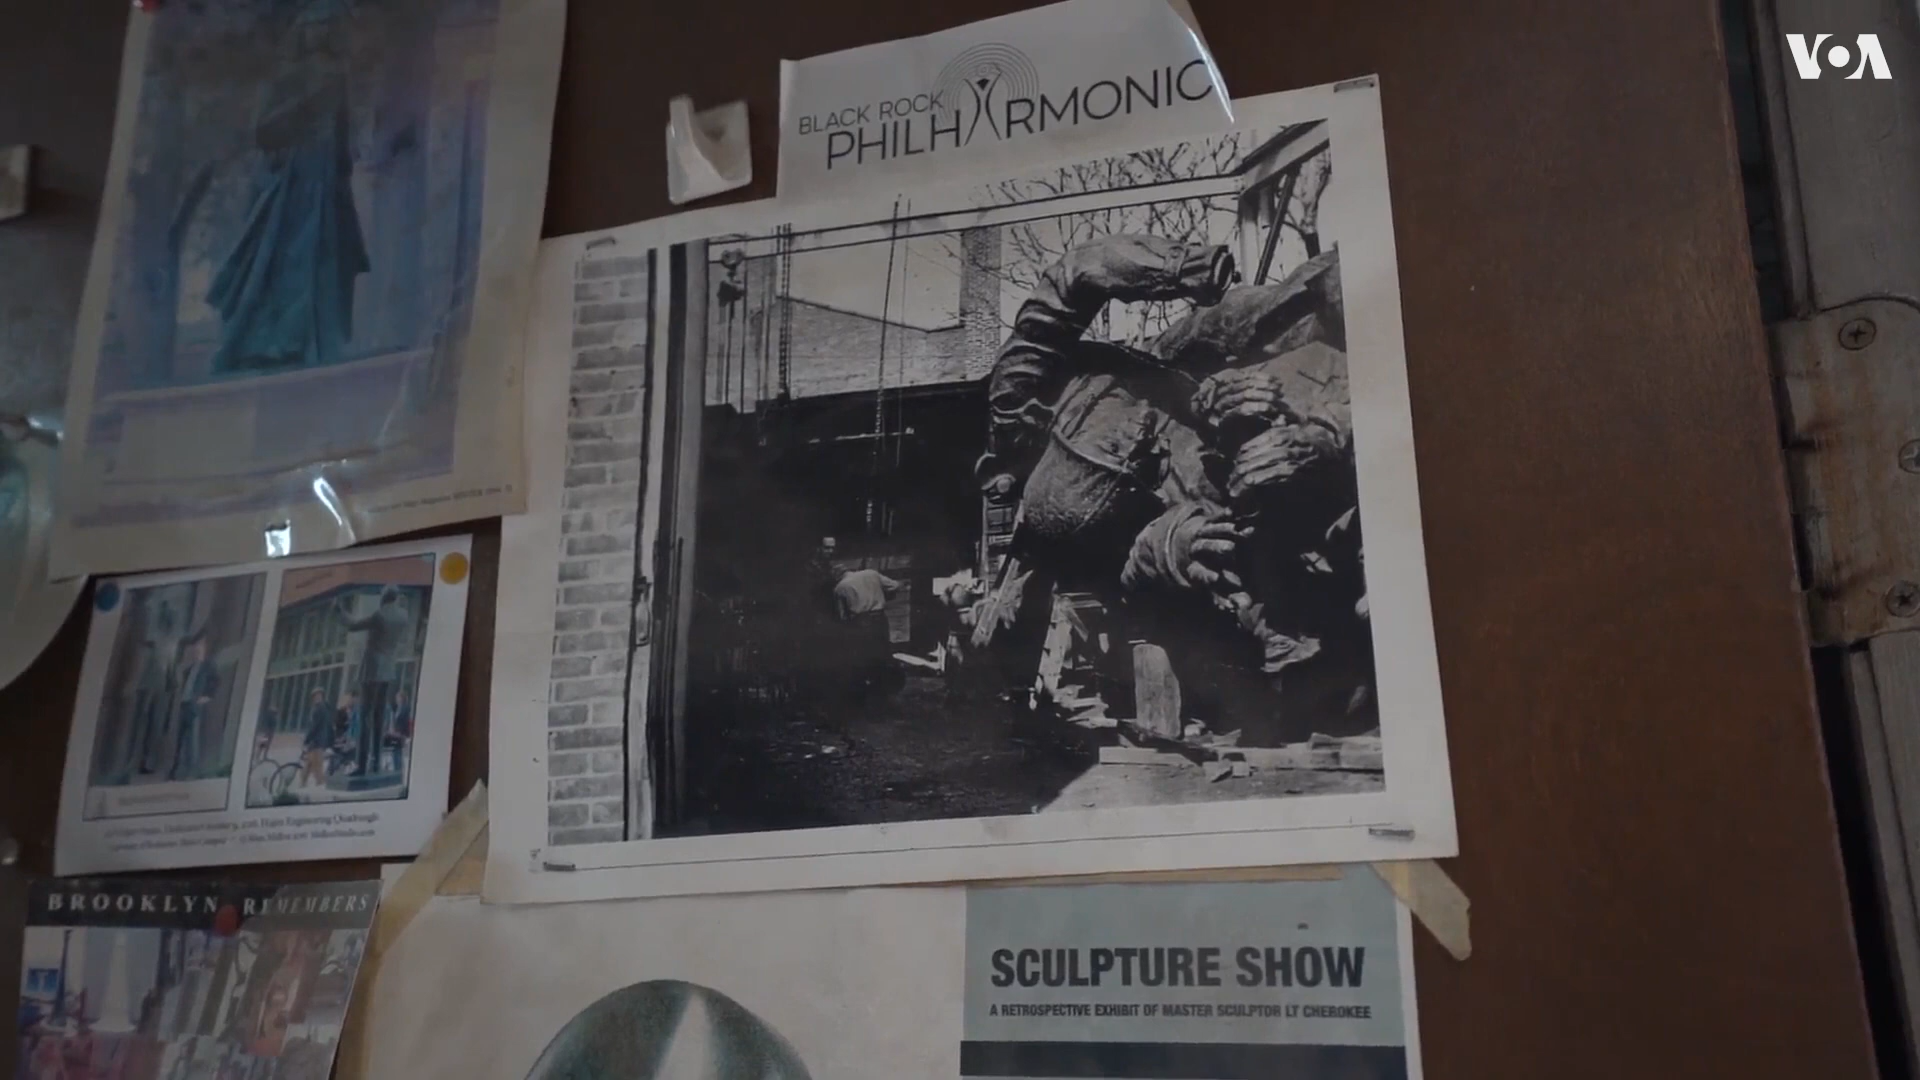 VOA
BLACK ROCK
PHILHARMONIC
BROOKLYN REMEMBERS
SCULPTURE SHOW
A RETROSPECTIVE EXHIBIT OF MASTER SCULPTOR LT CHEROKEE